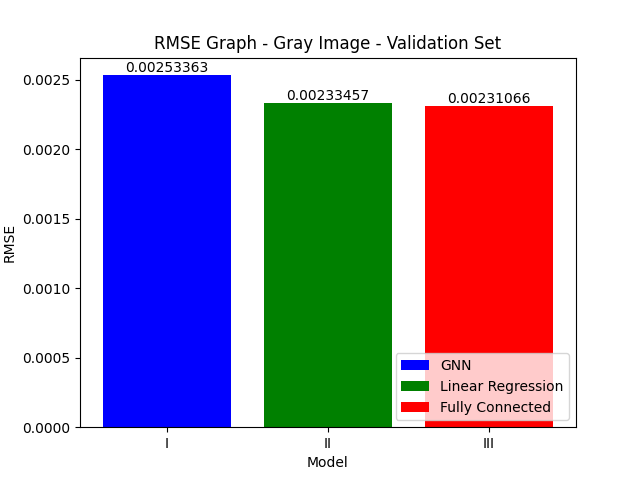 RMSE Graph - Gray Image - Validation Set
0.00253363
0.00233457
0.00231066
0.0025
0.0020
0.0015
0.0010
0.0005
0.0000
RMSE
GNN
Linear Regression
Fully Connected
I
II
III
Model